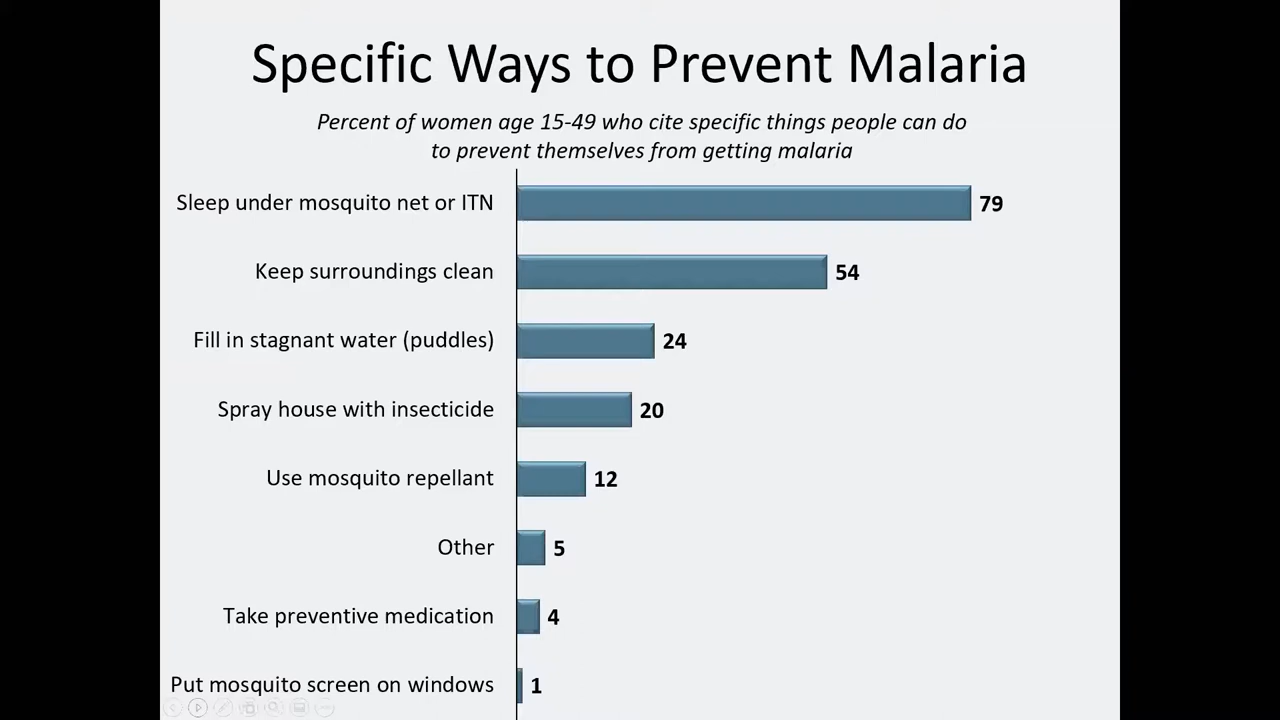 Specific Ways to Prevent Malaria
Percent of women age 15-49 who cite specific things people can do
to prevent themselves from getting malaria
Sleep under mosquito net or ITN 79
Keep surroundings clean 54
Fill in stagnant water (puddles) 24
Spray house with insecticide 20
Use mosquito repellant 12
Other 5
Take preventive medication 4
Put mosquito screen on windows 1